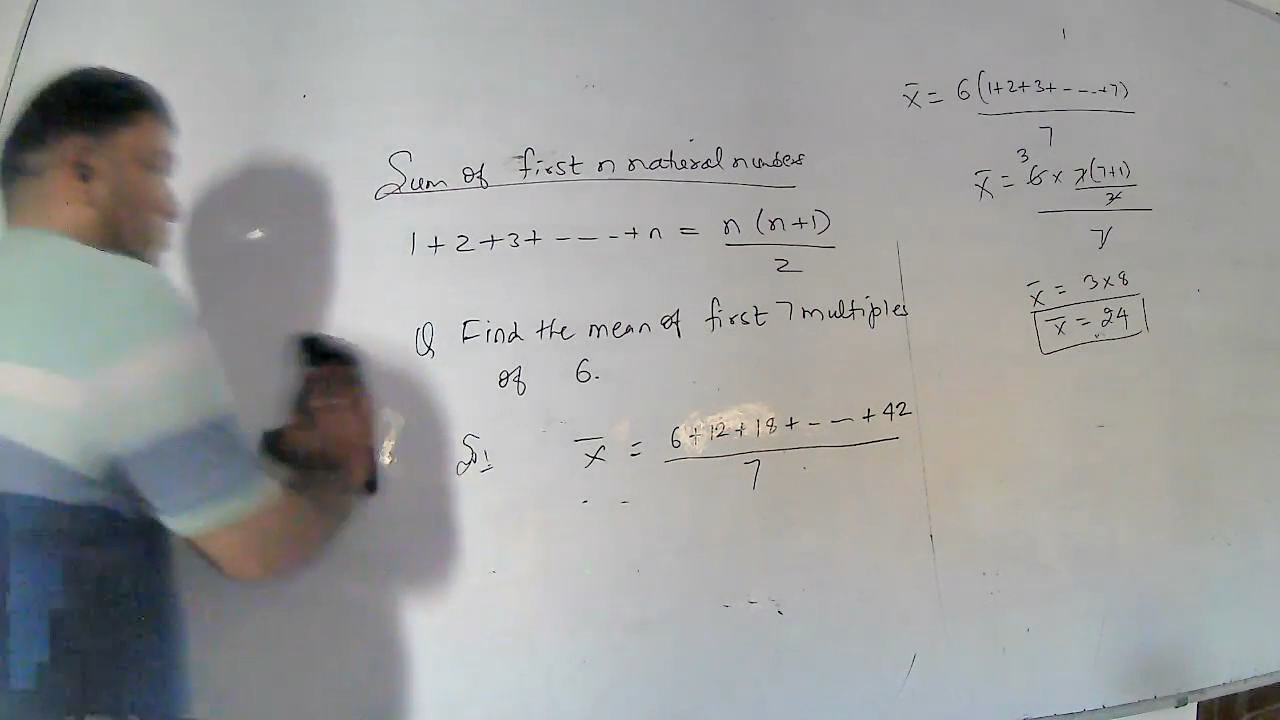 Sum of first n natural numbers
1 + 2 + 3 + - - - - + n = n (n+1) / 2
Q Find the mean of first 7 multiples
of 6.
Sol x̄ = 6 + 12 + 18 + - - - + 42 / 7
x̄ = 6 (1+2+3+ - - - - +7) / 7
x̄ = 6 3 × 7(7+1) / 2 / 7
x̄ = 3×8
x̄ = 24